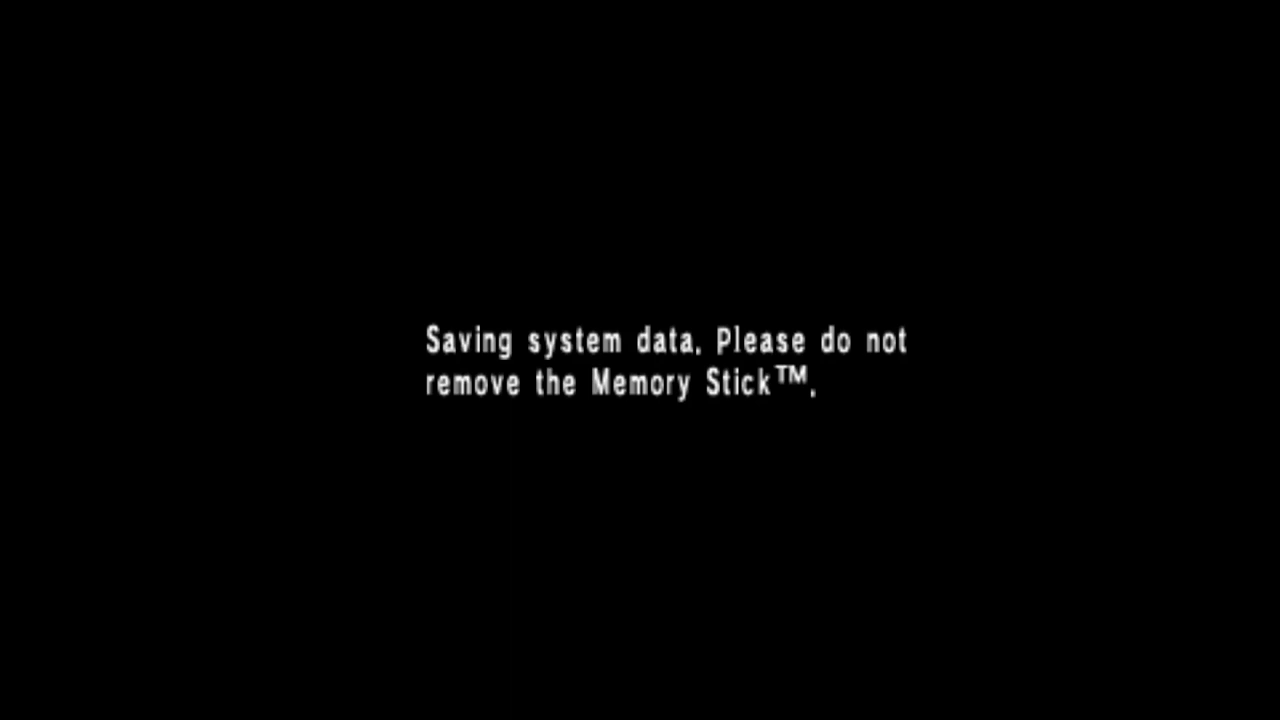 Saving system data. Please do not
remove the Memory Stick™.